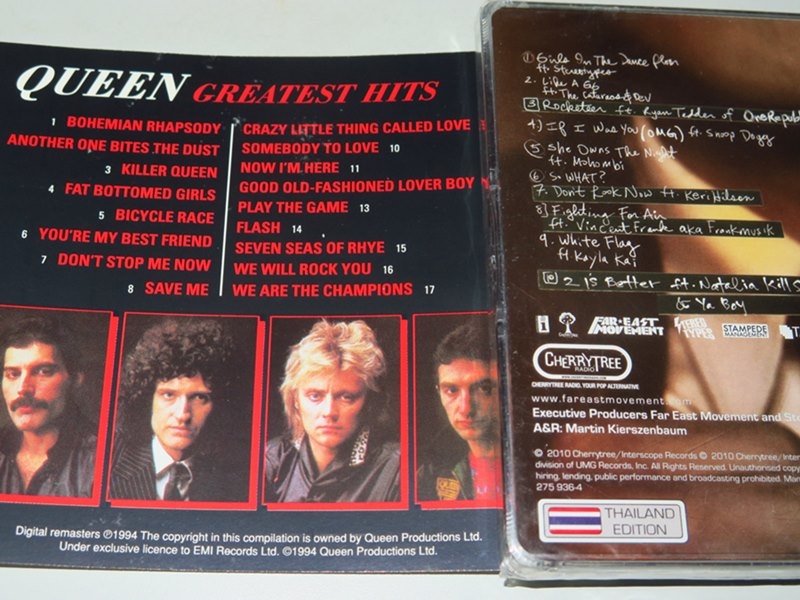 QUEEN GREATEST HITS
1 BOHEMIAN RHAPSODY
ANOTHER ONE BITES THE DUST
3 KILLER QUEEN
4 FAT BOTTOMED GIRLS
5 BICYCLE RACE
6 YOU'RE MY BEST FRIEND
7 DON'T STOP ME NOW
8 SAVE ME
CRAZY LITTLE THING CALLED LOVE
SOMEBODY TO LOVE 10
NOW I'M HERE 11
GOOD OLD-FASHIONED LOVER BOY
PLAY THE GAME 13
FLASH 14
SEVEN SEAS OF RHYE 15
WE WILL ROCK YOU 16
WE ARE THE CHAMPIONS 17
Digital remasters ℗1994 The copyright in this compilation is owned by Queen Productions Ltd.
Under exclusive licence to EMI Records Ltd. ©1994 Queen Productions Ltd.
1 Girls In The Dance Floor
ft. Stereotypes
2. Like A G6
ft. The Cataracs & Dev
3 Rocketeer ft. Ryan Tedder of OneRepubl
4.) If I Was You (OMG) ft Snoop Dogg
5 She Owns The Night
ft. Mohombi
6 So WHAT?
7. Don't Look Now ft. Keri Hilson
8) Fighting For Air
ft. Vincent Frank aka Frankmusik
9. White Flag
ft Kayla Kai
10 2 is Better ft. Natalia Kills
& Ya Boy
FAR★EAST MOVEMENT
STEREOTYPES
STAMPEDE MANAGEMENT
CHERRYTREE
RADIO
CHERRYTREE RADIO. YOUR POP ALTERNATIVE
www.fareastmovement.com
Executive Producers Far East Movement and Ste
A&R: Martin Kierszenbaum
℗ 2010 Cherrytree/Interscope Records © 2010 Cherrytree/Inter
division of UMG Records, Inc. All Rights Reserved. Unauthorised copy
hiring, lending, public performance and broadcasting prohibited. Ma
275 936-4
THAILAND
EDITION